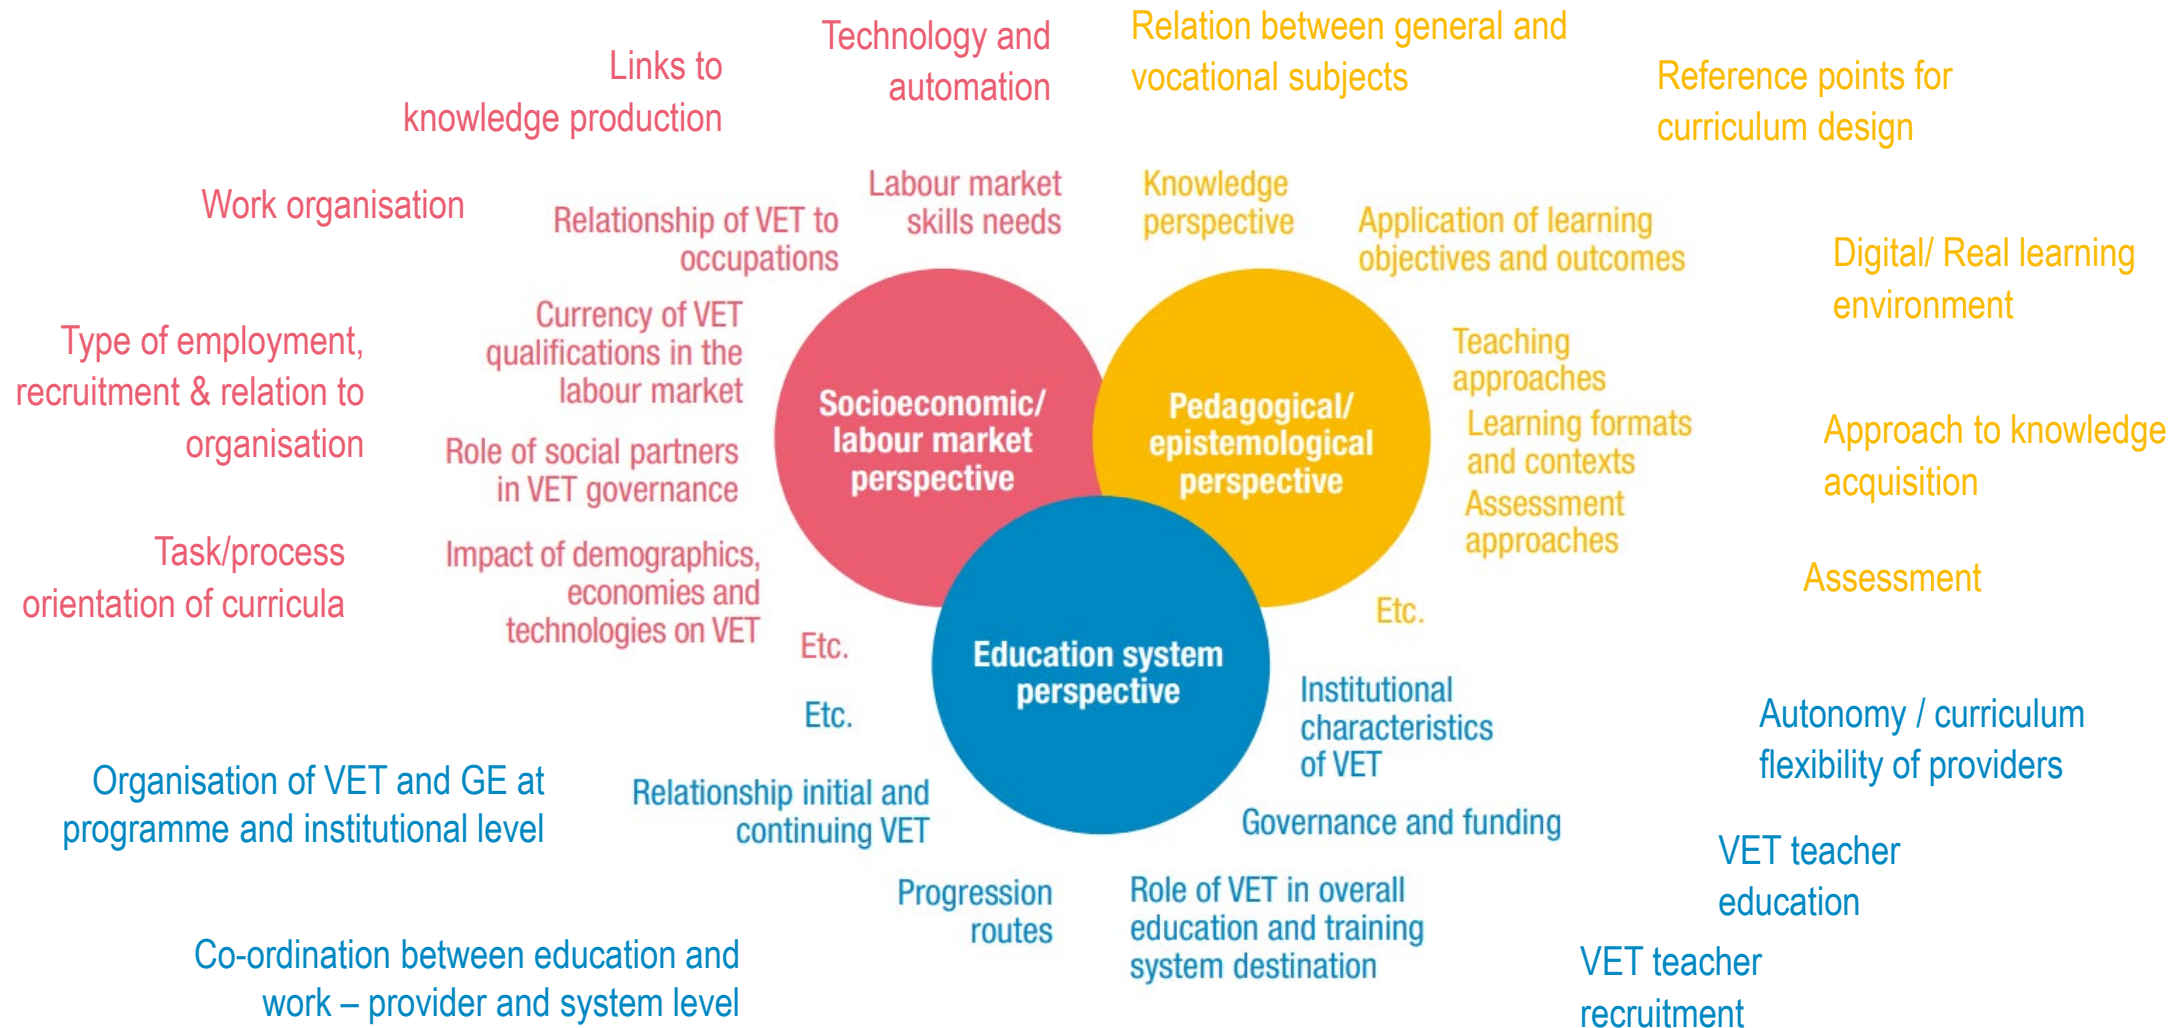 Technology and
automation
Relation between general and
vocational subjects
Links to
knowledge production
Reference points for
curriculum design
Work organisation
Labour market
skills needs
Knowledge
perspective
Relationship of VET to
occupations
Application of learning
objectives and outcomes
Digital/ Real learning
environment
Type of employment,
recruitment & relation to
organisation
Currency of VET
qualifications in the
labour market
Teaching
approaches
Socioeconomic/
labour market
perspective
Pedagogical/
epistemological
perspective
Learning formats
and contexts
Approach to knowledge
acquisition
Role of social partners
in VET governance
Assessment
approaches
Task/process
orientation of curricula
Impact of demographics,
economies and
technologies on VET
Assessment
Etc.
Etc.
Education system
perspective
Etc.
Institutional
characteristics
of VET
Autonomy / curriculum
flexibility of providers
Organisation of VET and GE at
programme and institutional level
Relationship initial and
continuing VET
Governance and funding
VET teacher
education
Progression
routes
Role of VET in overall
education and training
system destination
Co-ordination between education and
work – provider and system level
VET teacher
recruitment